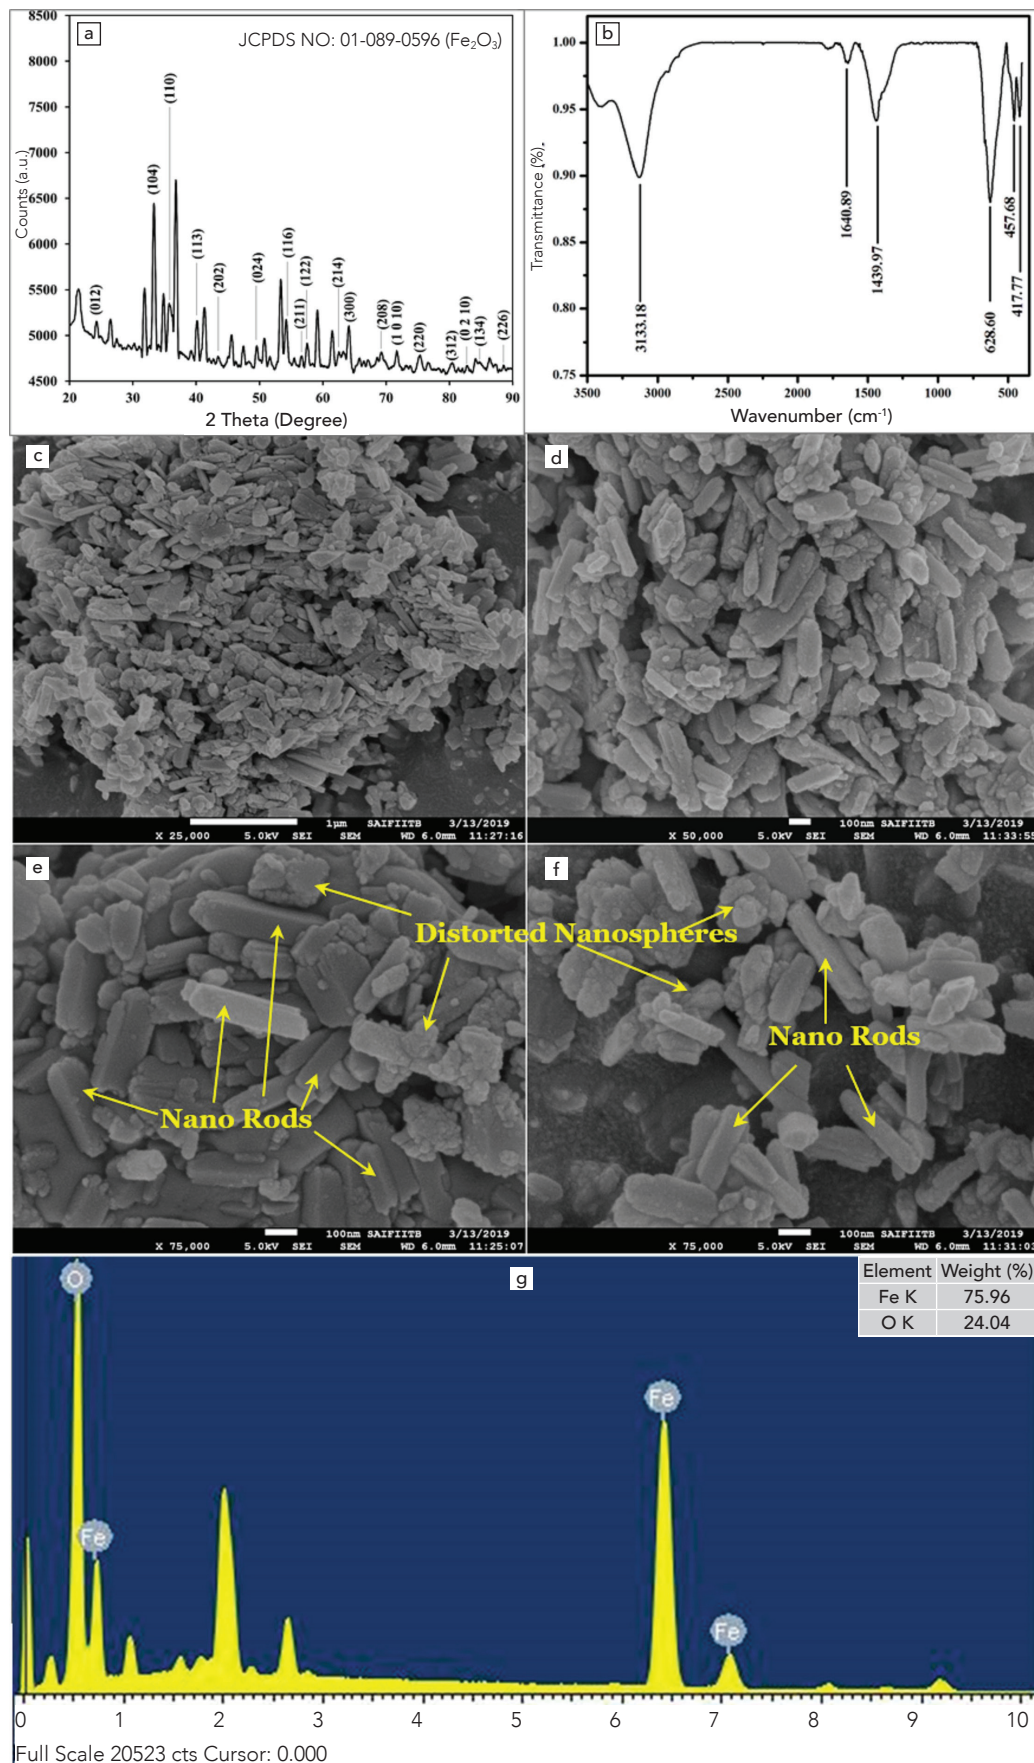 a
JCPDS NO: 01-089-0596 (Fe₂O₃)
8500
8000
7500
7000
6500
6000
5500
5000
4500
Counts (a.u.)
(012)
(104)
(110)
(113)
(202)
(024)
(116)
(211)
(122)
(214)
(300)
(208)
(1 0 10)
(220)
(312)
(0 2 10)
(134)
(226)
20 30 40 50 60 70 80 90
2 Theta (Degree)
b
1.00
0.95
0.90
0.85
0.80
0.75
Transmittance (%)
3133.18
1640.89
1439.97
628.60
457.68
417.77
3500 3000 2500 2000 1500 1000 500
Wavenumber (cm⁻¹)
c
1µm SAIFIITB 3/13/2019
X 25,000 5.0kV SEI SEM WD 6.0mm 11:27:16
d
100nm SAIFIITB 3/13/2019
X 50,000 5.0kV SEI SEM WD 6.0mm 11:33:55
e
Distorted Nanospheres
Nano Rods
100nm SAIFIITB 3/13/2019
X 75,000 5.0kV SEI SEM WD 6.0mm 11:25:07
f
Nano Rods
100nm SAIFIITB 3/13/2019
X 75,000 5.0kV SEI SEM WD 6.0mm 11:31:03
g
Element Weight (%)
Fe K 75.96
O K 24.04
O
Fe
Fe
Fe
0 1 2 3 4 5 6 7 8 9 10
Full Scale 20523 cts Cursor: 0.000